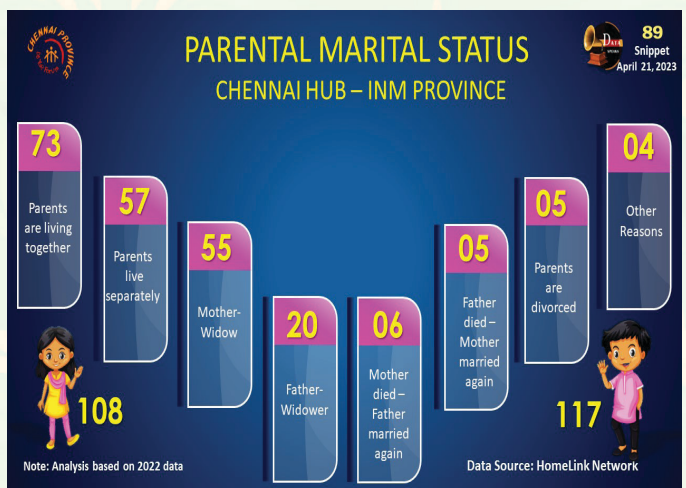 CHENNAI PROVINCE
PARENTAL MARITAL STATUS
CHENNAI HUB – INM PROVINCE
DATA
89
Snippet
April 21, 2023
73
Parents
are living
together
57
Parents
live
separately
55
Mother-
Widow
20
Father-
Widower
06
Mother
died –
Father
married
again
05
Father
died –
Mother
married
again
05
Parents
are
divorced
04
Other
Reasons
108
117
Note: Analysis based on 2022 data
Data Source: HomeLink Network